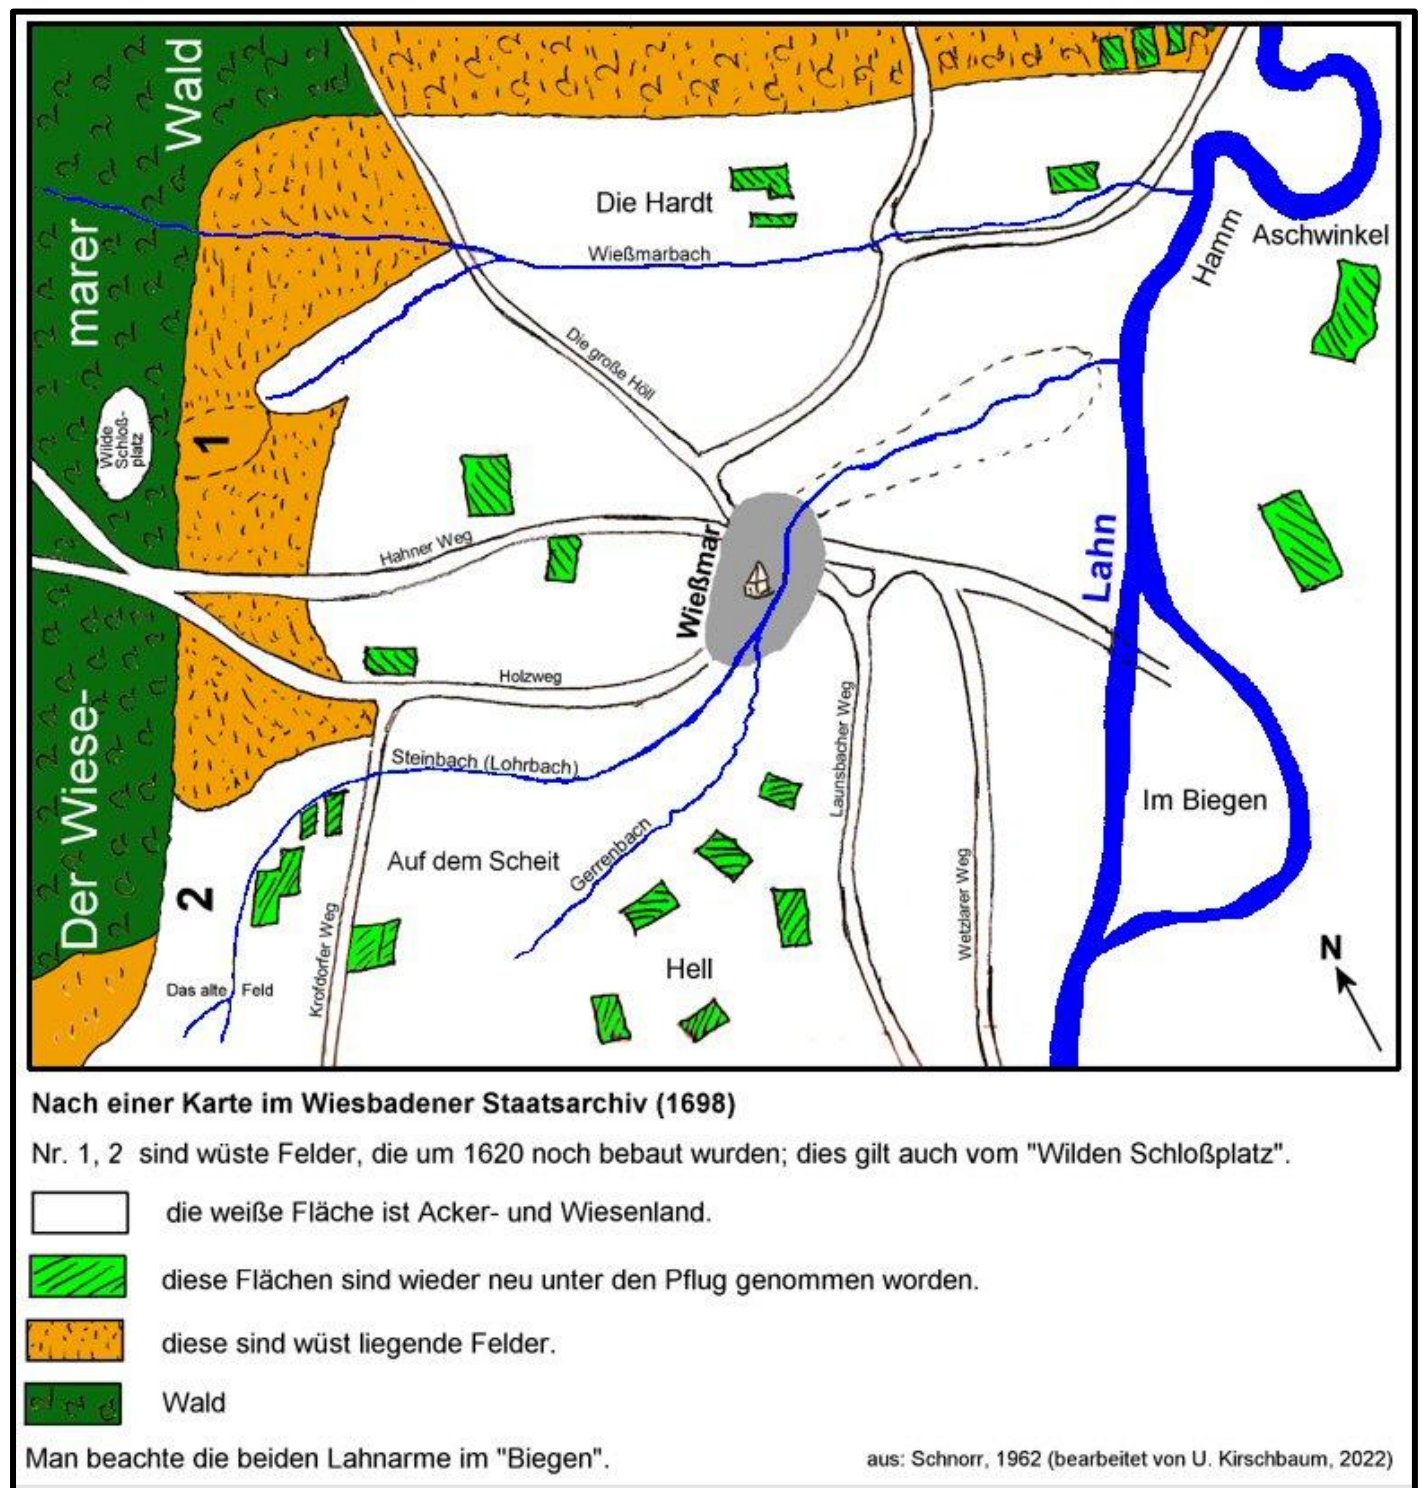 Der Wiese-
marer
Wald
Die Hardt
Wießmarbach
Hamm
Aschwinkel
Die große Höll
1
Wilde
Schloß-
platz
Hahner Weg
Wießmar
Lahn
Holzweg
Steinbach (Lohrbach)
Launsbacher Weg
Im Biegen
Auf dem Scheit
Gerrenbach
2
Wetzlarer Weg
Krofdorfer Weg
Hell
N
Das alte Feld
Nach einer Karte im Wiesbadener Staatsarchiv (1698)
Nr. 1, 2 sind wüste Felder, die um 1620 noch bebaut wurden; dies gilt auch vom "Wilden Schloßplatz".
die weiße Fläche ist Acker- und Wiesenland.
diese Flächen sind wieder neu unter den Pflug genommen worden.
diese sind wüst liegende Felder.
Wald
Man beachte die beiden Lahnarme im "Biegen".
aus: Schnorr, 1962 (bearbeitet von U. Kirschbaum, 2022)